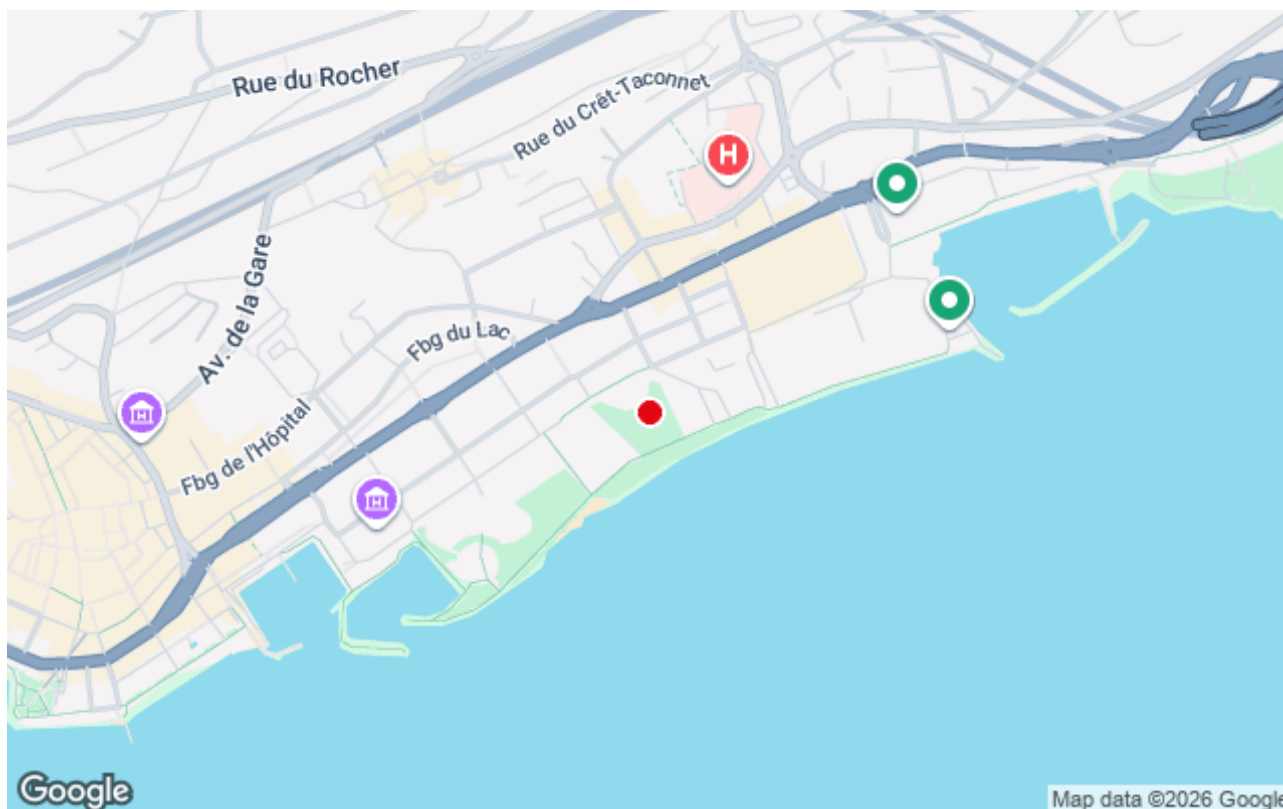 Rue du Rocher
Rue du Crêt-Taconnet
H
Av. de la Gare
Fbg du Lac
H
Fbg de l'Hôpital
H
Google
Map data ©2026 Google